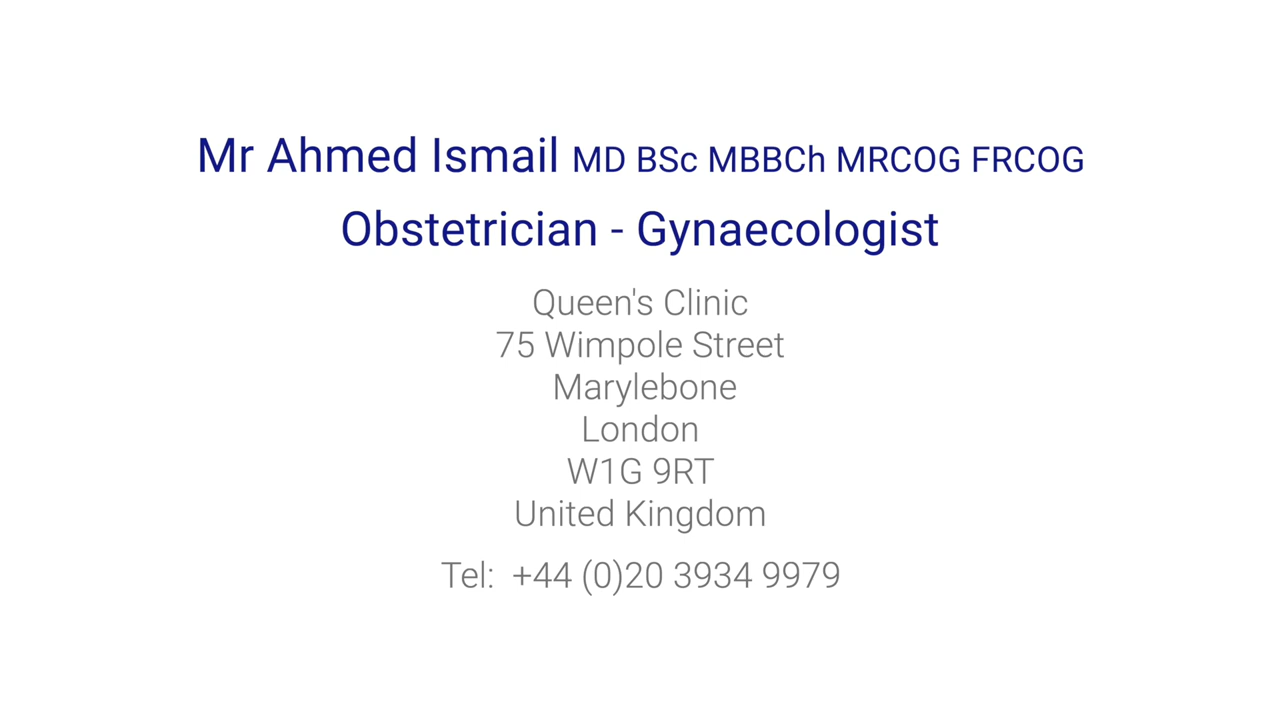 Mr Ahmed Ismail MD BSc MBBCh MRCOG FRCOG
Obstetrician - Gynaecologist
Queen's Clinic
75 Wimpole Street
Marylebone
London
W1G 9RT
United Kingdom
Tel: +44 (0)20 3934 9979